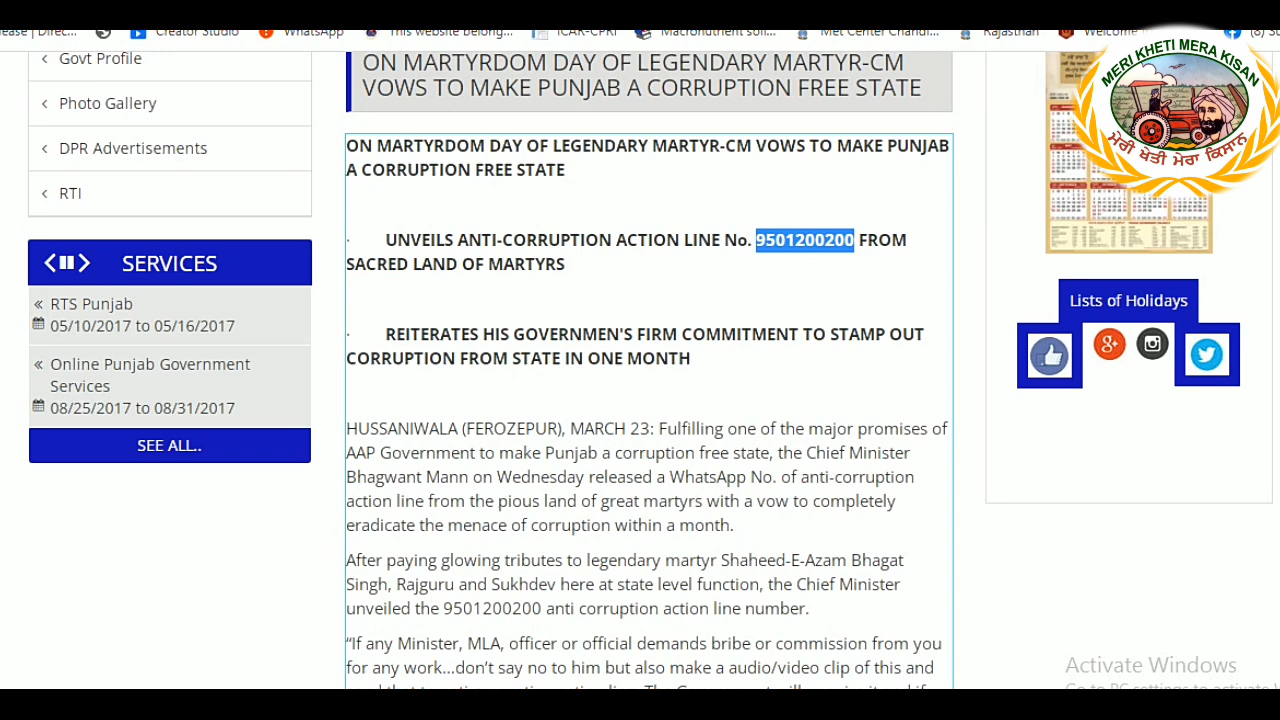 Creator Studio
WhatsApp
This website belong...
ICAR-CPRI
Macronutrient soil...
Met Center Chandi...
Rajasthan
Welcome
Govt Profile
Photo Gallery
DPR Advertisements
RTI
SERVICES
RTS Punjab
05/10/2017 to 05/16/2017
Online Punjab Government
Services
08/25/2017 to 08/31/2017
SEE ALL..
ON MARTYRDOM DAY OF LEGENDARY MARTYR-CM
VOWS TO MAKE PUNJAB A CORRUPTION FREE STATE
ON MARTYRDOM DAY OF LEGENDARY MARTYR-CM VOWS TO MAKE PUNJAB
A CORRUPTION FREE STATE
· UNVEILS ANTI-CORRUPTION ACTION LINE No. 9501200200 FROM
SACRED LAND OF MARTYRS
· REITERATES HIS GOVERNMEN'S FIRM COMMITMENT TO STAMP OUT
CORRUPTION FROM STATE IN ONE MONTH
HUSSANIWALA (FEROZEPUR), MARCH 23: Fulfilling one of the major promises of
AAP Government to make Punjab a corruption free state, the Chief Minister
Bhagwant Mann on Wednesday released a WhatsApp No. of anti-corruption
action line from the pious land of great martyrs with a vow to completely
eradicate the menace of corruption within a month.
After paying glowing tributes to legendary martyr Shaheed-E-Azam Bhagat
Singh, Rajguru and Sukhdev here at state level function, the Chief Minister
unveiled the 9501200200 anti corruption action line number.
“If any Minister, MLA, officer or official demands bribe or commission from you
for any work...don’t say no to him but also make a audio/video clip of this and
MERI KHETI MERA KISAN
ਮੇਰੀ ਖੇਤੀ ਮੇਰਾ ਕਿਸਾਨ
Lists of Holidays
Activate Windows